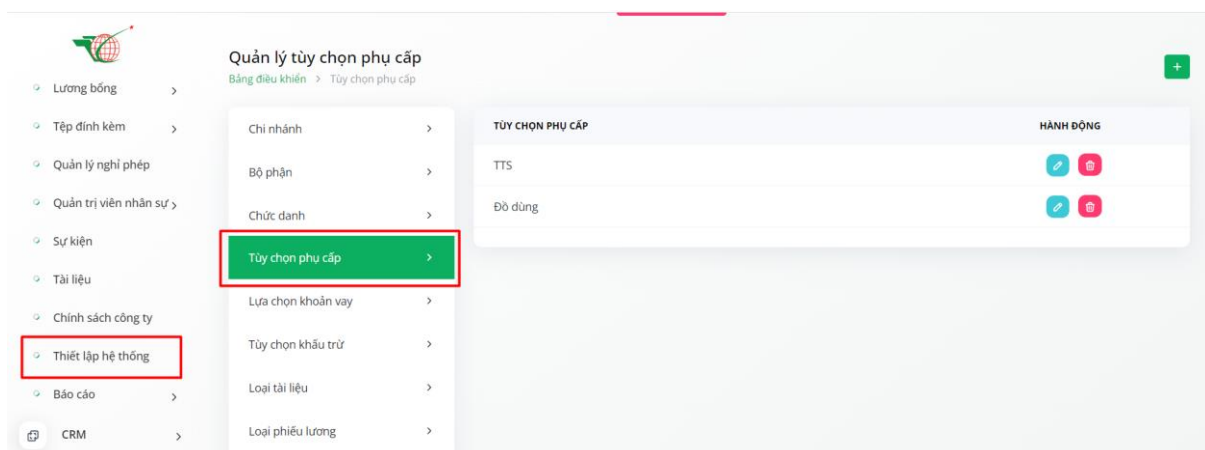 Quản lý tùy chọn phụ cấp
Bảng điều khiển > Tùy chọn phụ cấp
+
Lương bổng >
Tệp đính kèm >
Quản lý nghỉ phép
Quản trị viên nhân sự >
Sự kiện
Tài liệu
Chính sách công ty
Thiết lập hệ thống
Báo cáo >
CRM >
Chi nhánh >
Bộ phận >
Chức danh >
Tùy chọn phụ cấp >
Lựa chọn khoản vay >
Tùy chọn khấu trừ >
Loại tài liệu >
Loại phiếu lương >
TÙY CHỌN PHỤ CẤP HÀNH ĐỘNG
TTS
Đồ dùng